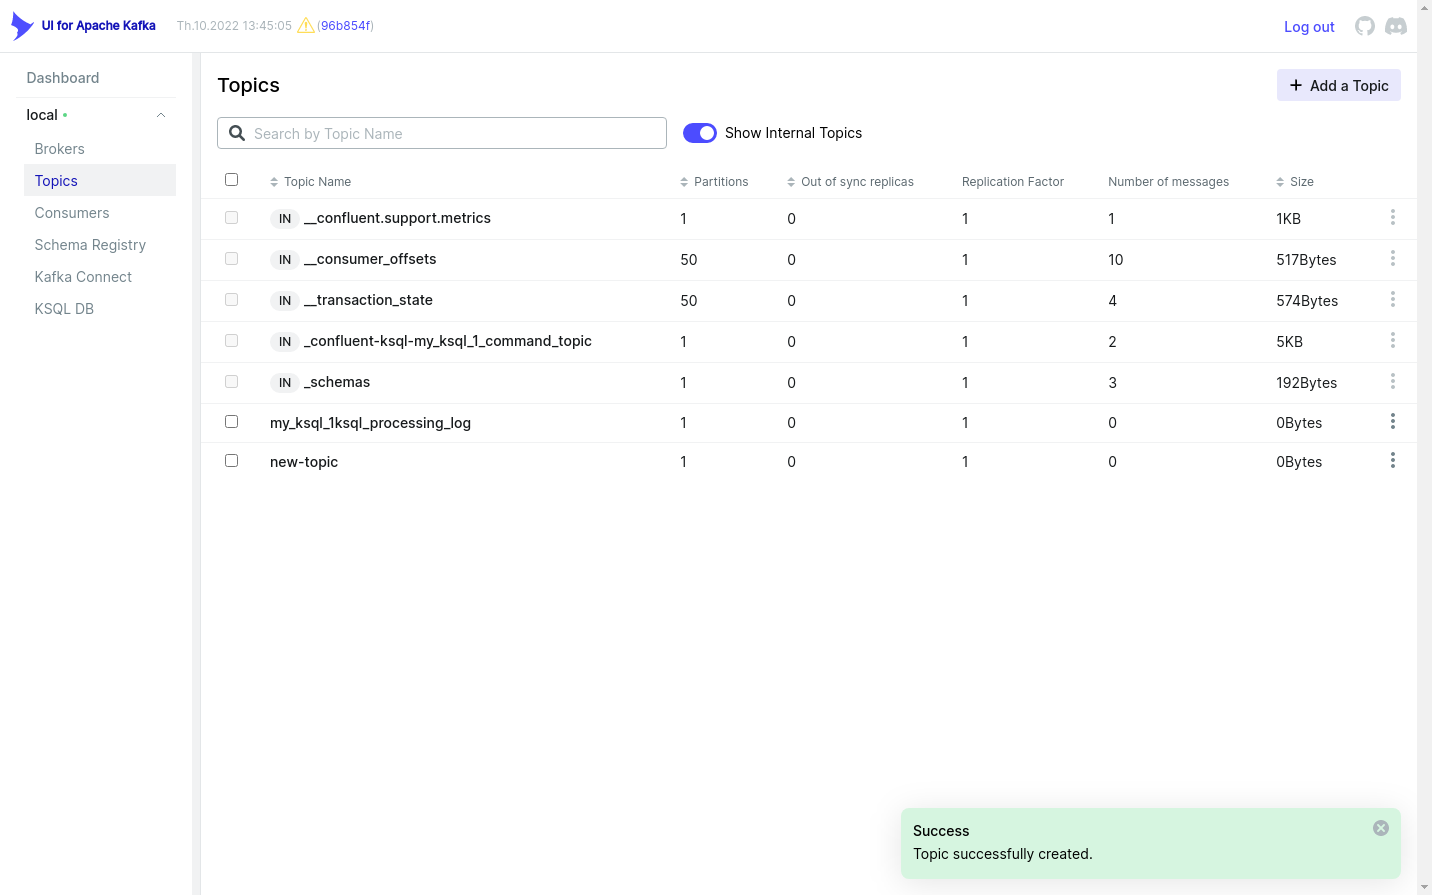 UI for Apache Kafka Th.10.2022 13:45:05 (96b854f) Log out
Dashboard
local
Brokers
Topics
Consumers
Schema Registry
Kafka Connect
KSQL DB
Topics
Add a Topic
Search by Topic Name
Show Internal Topics
Topic Name Partitions Out of sync replicas Replication Factor Number of messages Size
IN __confluent.support.metrics 1 0 1 1 1KB
IN __consumer_offsets 50 0 1 10 517Bytes
IN __transaction_state 50 0 1 4 574Bytes
IN _confluent-ksql-my_ksql_1_command_topic 1 0 1 2 5KB
IN _schemas 1 0 1 3 192Bytes
my_ksql_1ksql_processing_log 1 0 1 0 0Bytes
new-topic 1 0 1 0 0Bytes
Success
Topic successfully created.